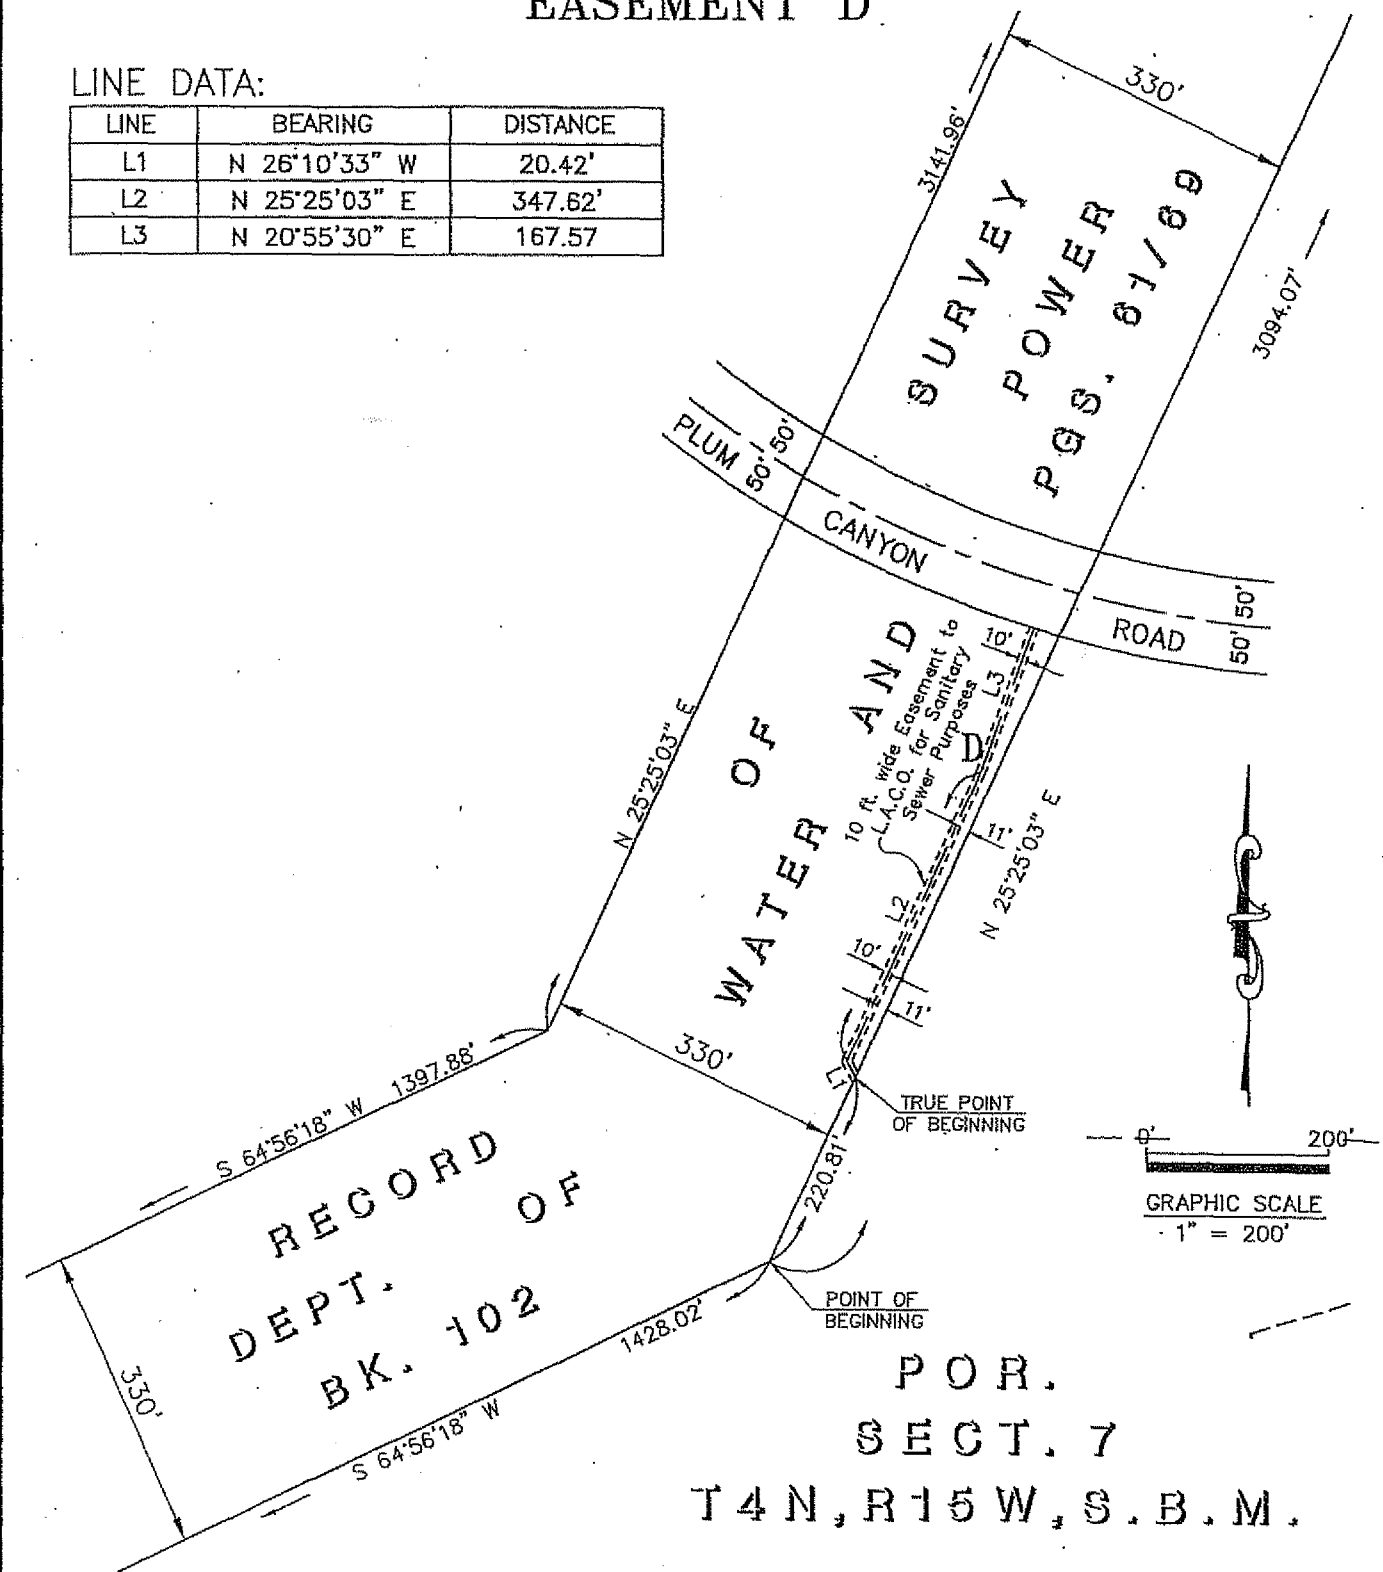 EASEMENT D
LINE DATA:
LINE BEARING DISTANCE
L1 N 26°10'33" W 20.42'
L2 N 25°25'03" E 347.62'
L3 N 20°55'30" E 167.57
330'
3141.96'
SURVEY
POWER
PGS. 61/69
3094.07'
50'
50'
PLUM
CANYON
ROAD
50'
50'
N 25°25'03" E
OF
AND
WATER
10 ft. wide Easement to
L.A.C.O. for Sanitary
Sewer Purposes
10'
L3
D
11'
N 25°25'03" E
L2
10'
11'
330'
L1
TRUE POINT
OF BEGINNING
220.81'
S 64°56'18" W 1397.88'
RECORD
OF
DEPT.
BK. 102
330'
S 64°56'18" W
1428.02'
POINT OF
BEGINNING
0' 200'
GRAPHIC SCALE
1" = 200'
POR.
SECT. 7
T4N, R15W, S.B.M.